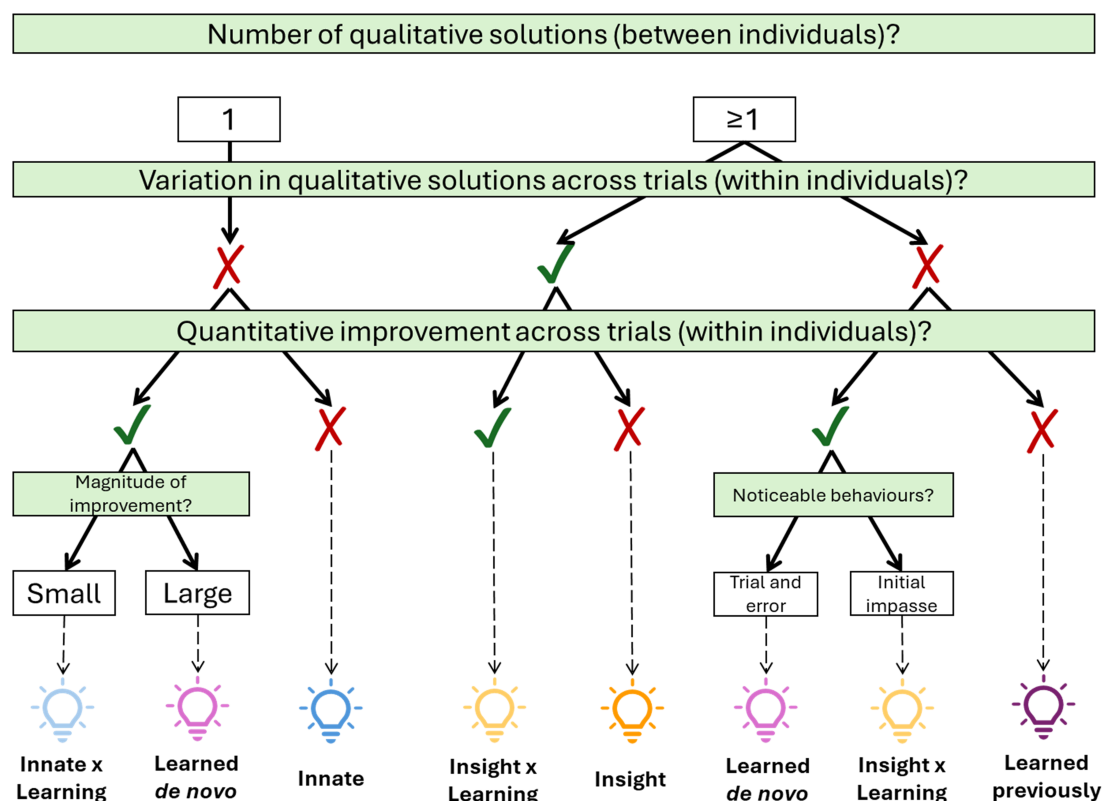 Number of qualitative solutions (between individuals)?
1
≥1
Variation in qualitative solutions across trials (within individuals)?
Quantitative improvement across trials (within individuals)?
Magnitude of
improvement?
Noticeable behaviours?
Small
Large
Trial and
error
Initial
impasse
Innate x
Learning
Learned
de novo
Innate
Insight x
Learning
Insight
Learned
de novo
Insight x
Learning
Learned
previously